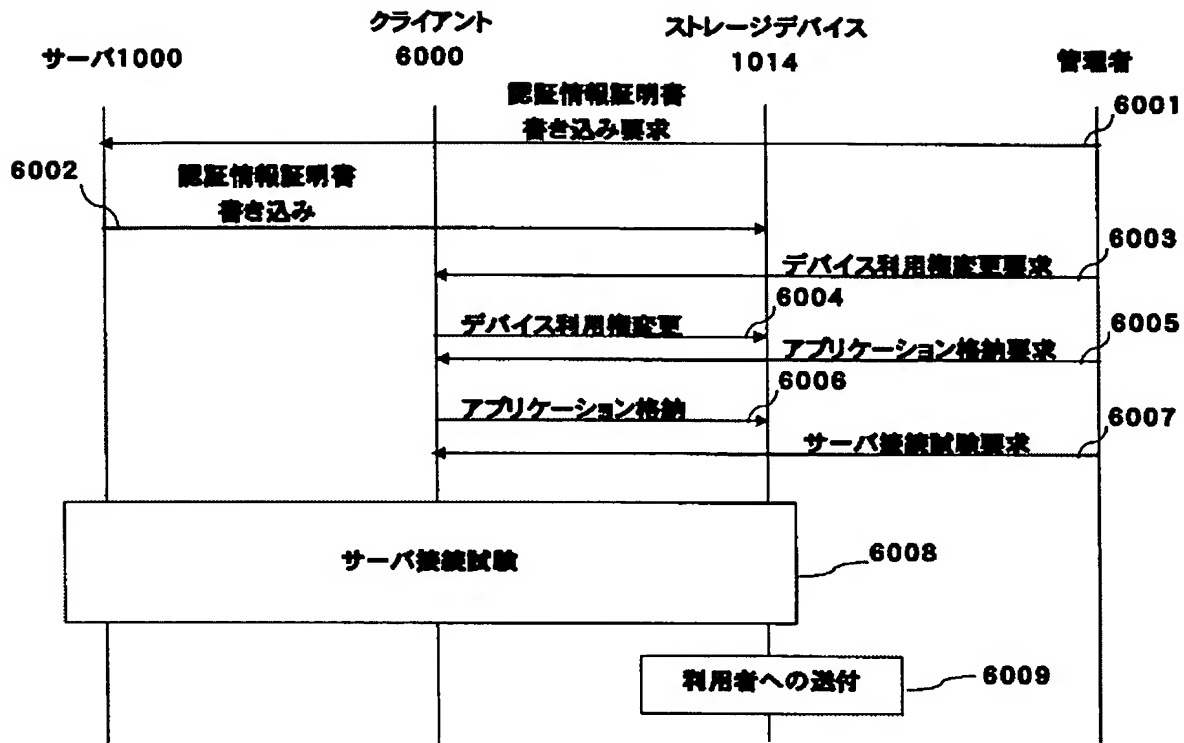 サーバ1000
クライアント
6000
ストレージデバイス
1014
管理者
認証情報証明書
書き込み要求
6001
6002
認証情報証明書
書き込み
6003
デバイス利用権変更要求
6004
デバイス利用権変更
6005
アプリケーション格納要求
6006
アプリケーション格納
6007
サーバ接続試験要求
サーバ接続試験
6008
利用者への送付
6009